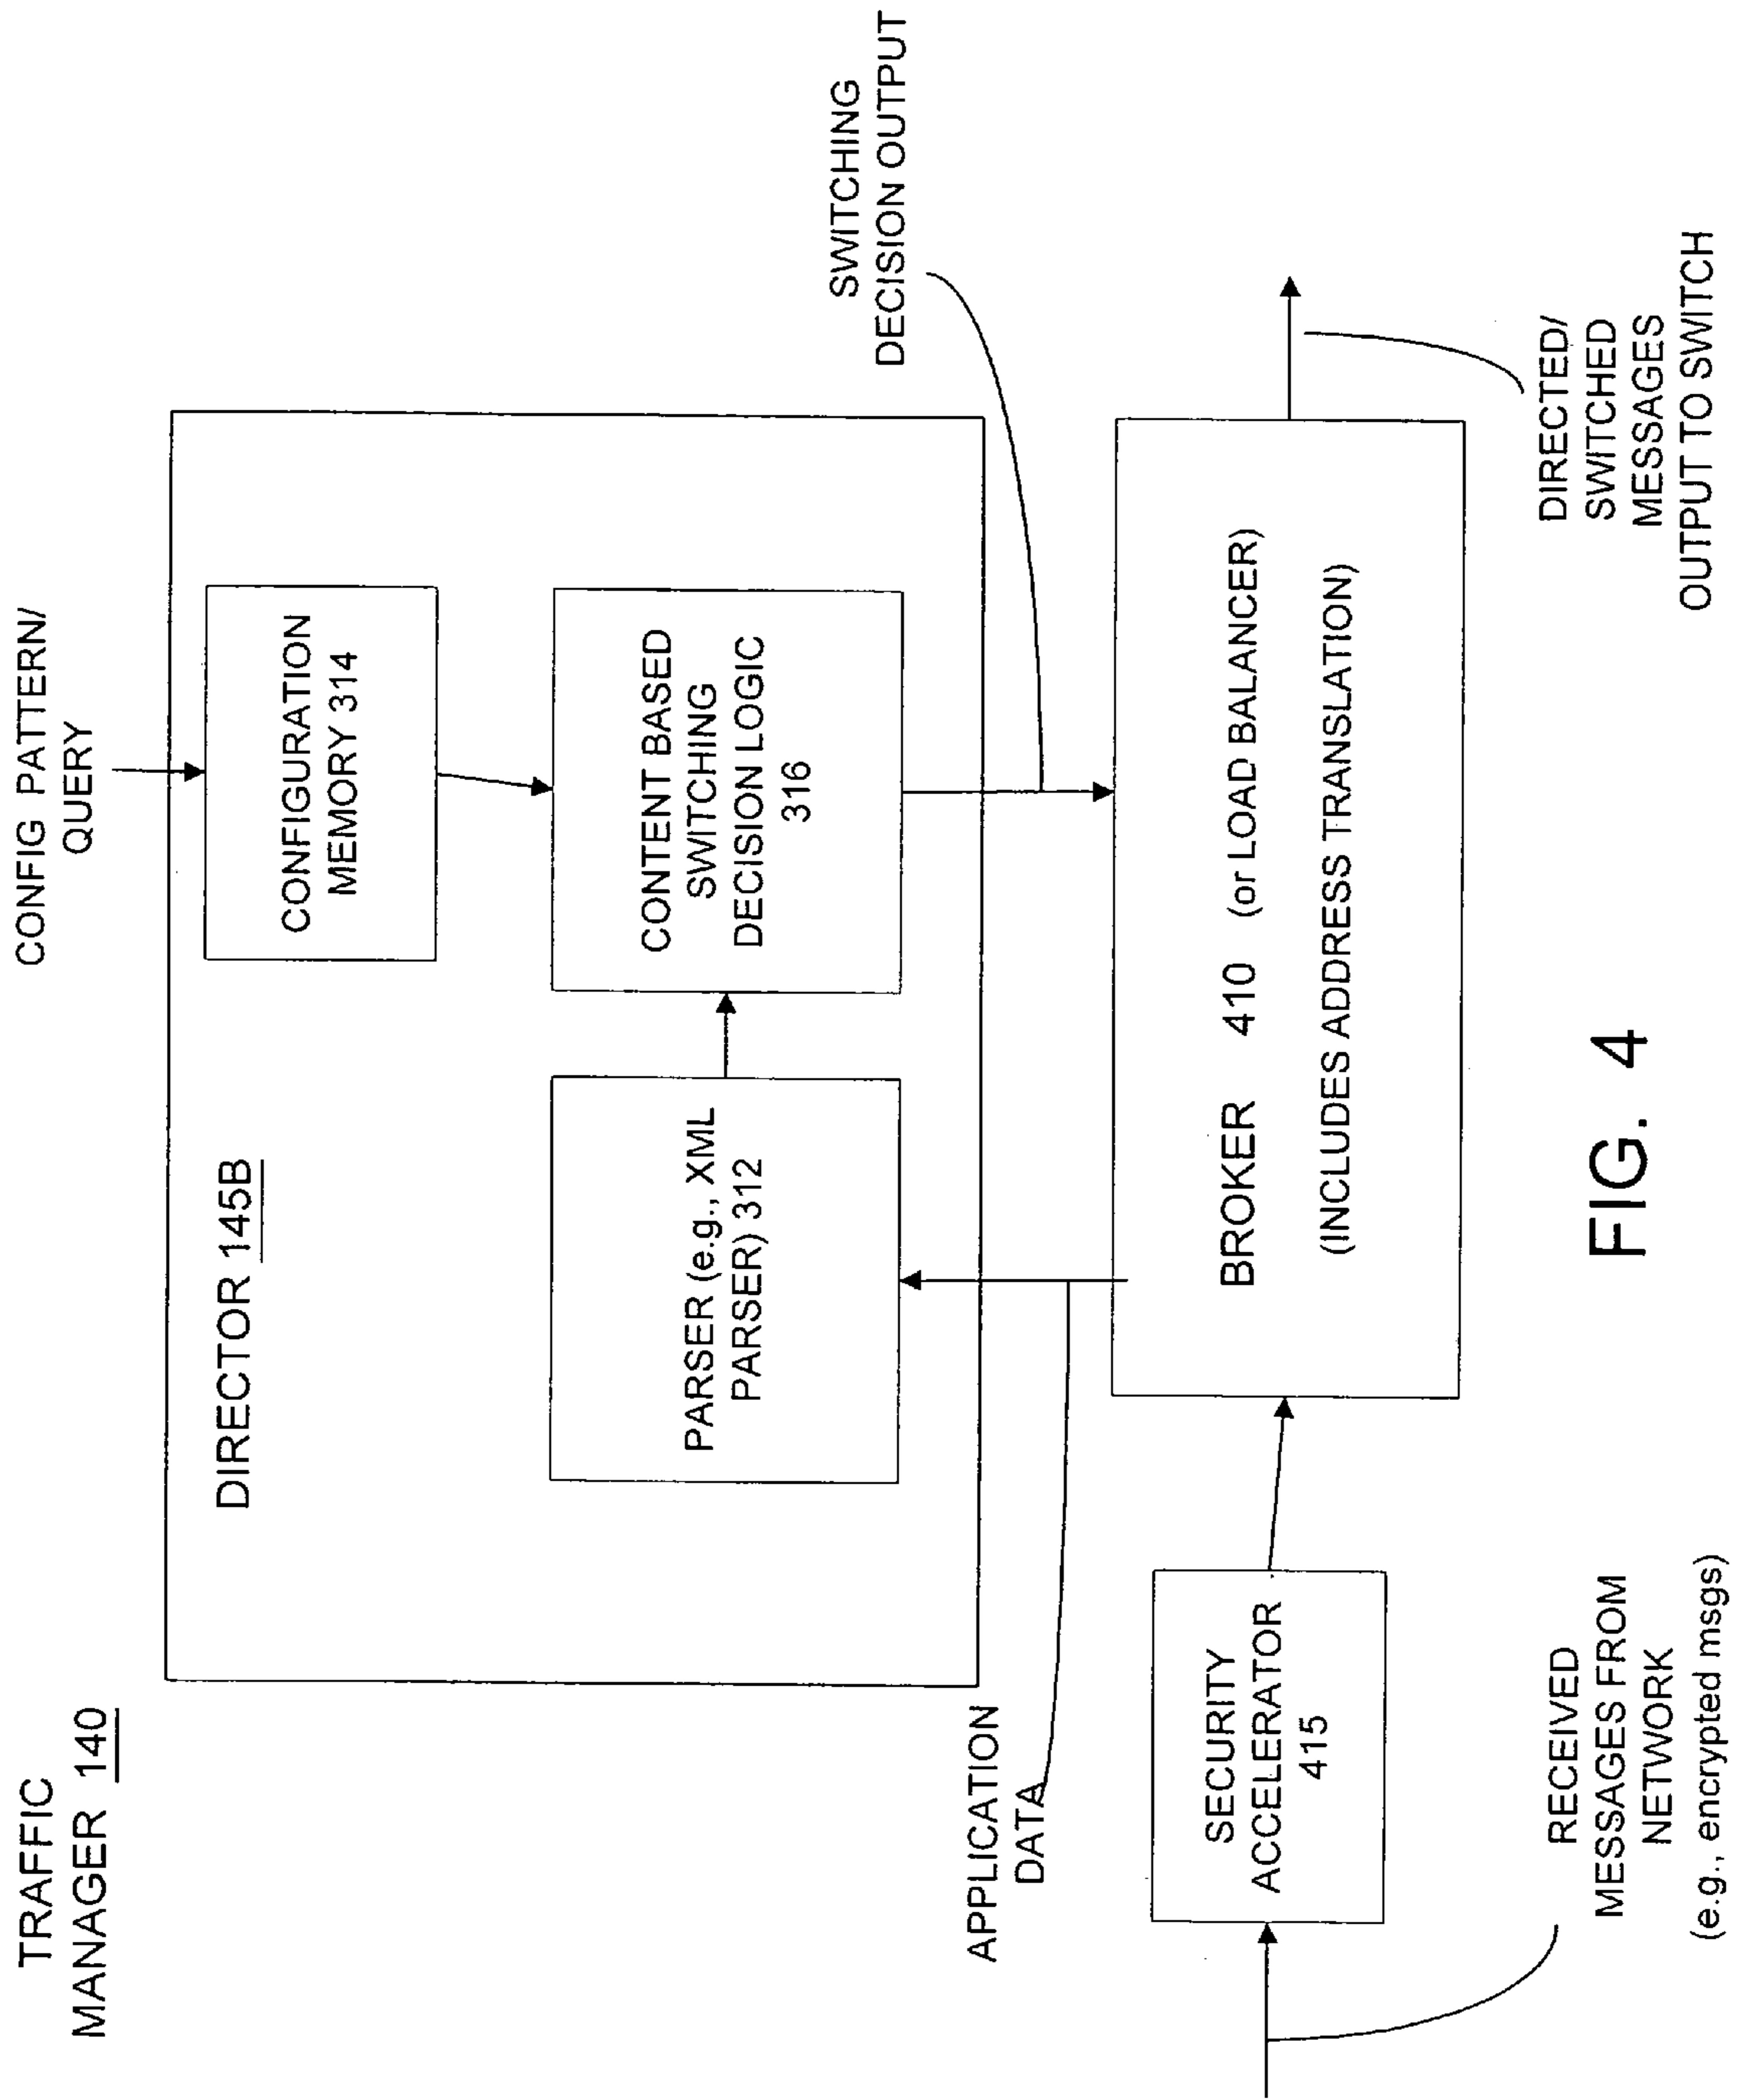 TRAFFIC
MANAGER 140
CONFIG PATTERN/
QUERY
DIRECTOR 145B
CONFIGURATION
MEMORY 314
PARSER (e.g., XML
PARSER) 312
CONTENT BASED
SWITCHING
DECISION LOGIC
316
SWITCHING
DECISION OUTPUT
APPLICATION
DATA
SECURITY
ACCELERATOR
415
BROKER 410 (or LOAD BALANCER)
(INCLUDES ADDRESS TRANSLATION)
RECEIVED
MESSAGES FROM
NETWORK
(e.g., encrypted msgs)
DIRECTED/
SWITCHED
MESSAGES
OUTPUT TO SWITCH
FIG. 4